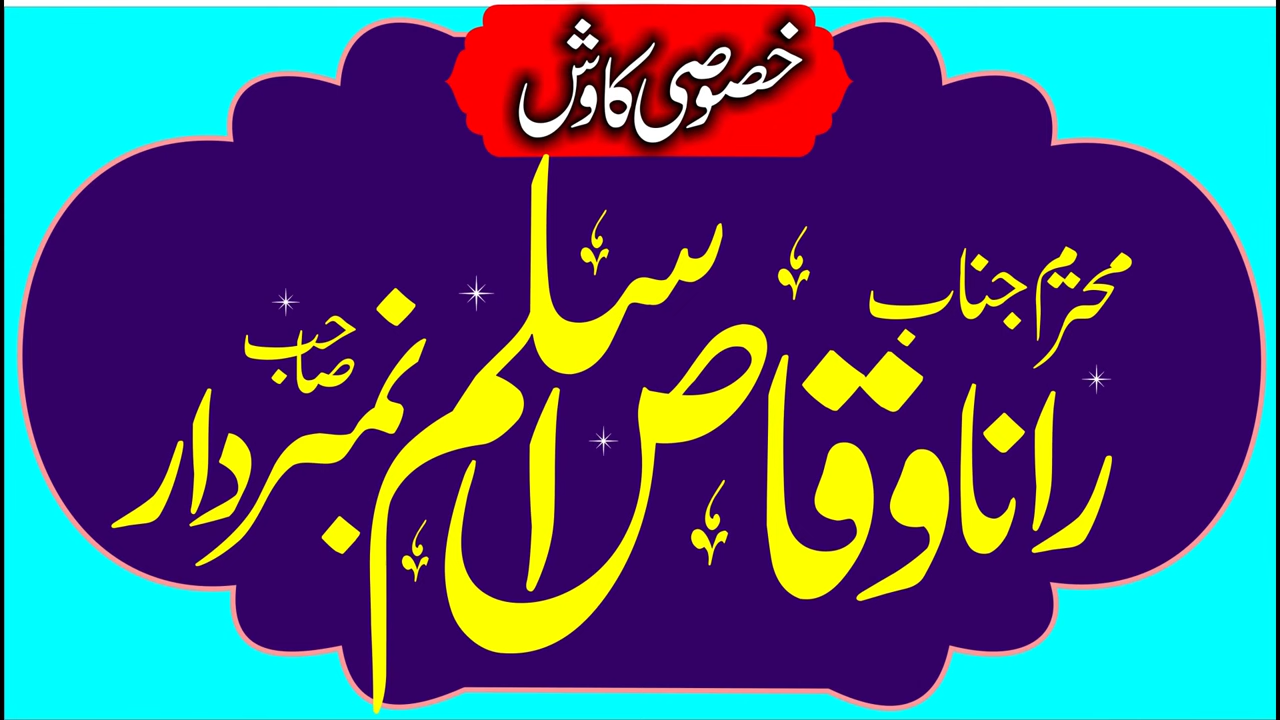 خصوصی کاوش
محترم جناب
رانا وقاص اسلم نمبردار
صاحب